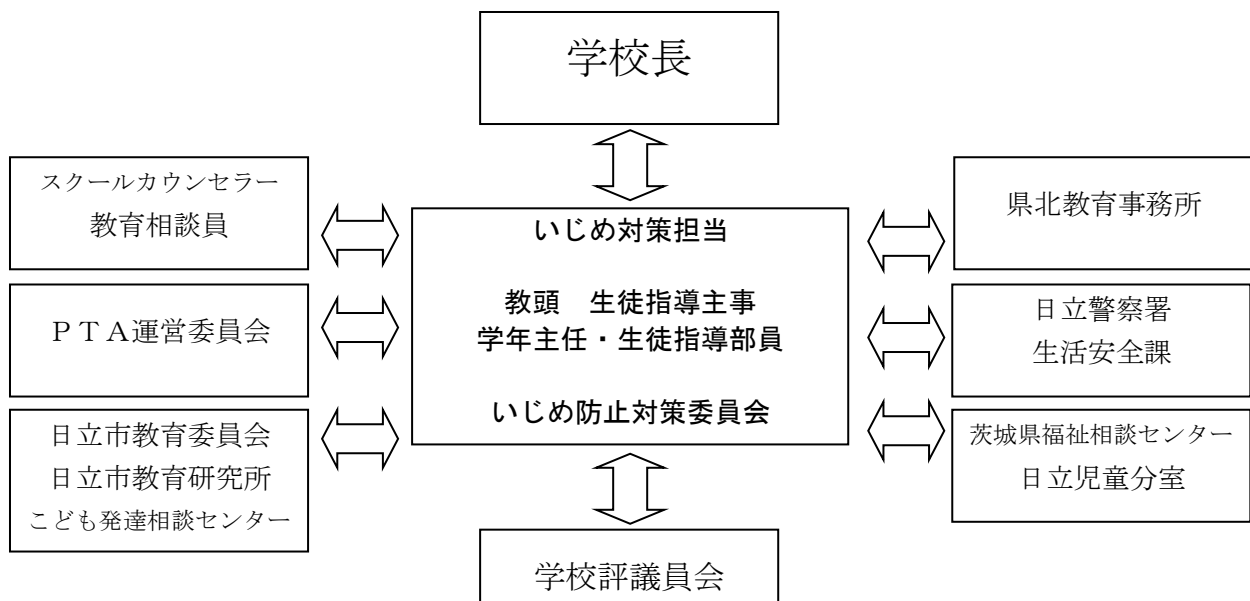 学校長
スクールカウンセラー
教育相談員
ＰＴＡ運営委員会
日立市教育委員会
日立市教育研究所
こども発達相談センター
いじめ対策担当
教頭　生徒指導主事
学年主任・生徒指導部員
いじめ防止対策委員会
県北教育事務所
日立警察署
生活安全課
茨城県福祉相談センター
日立児童分室
学校評議員会